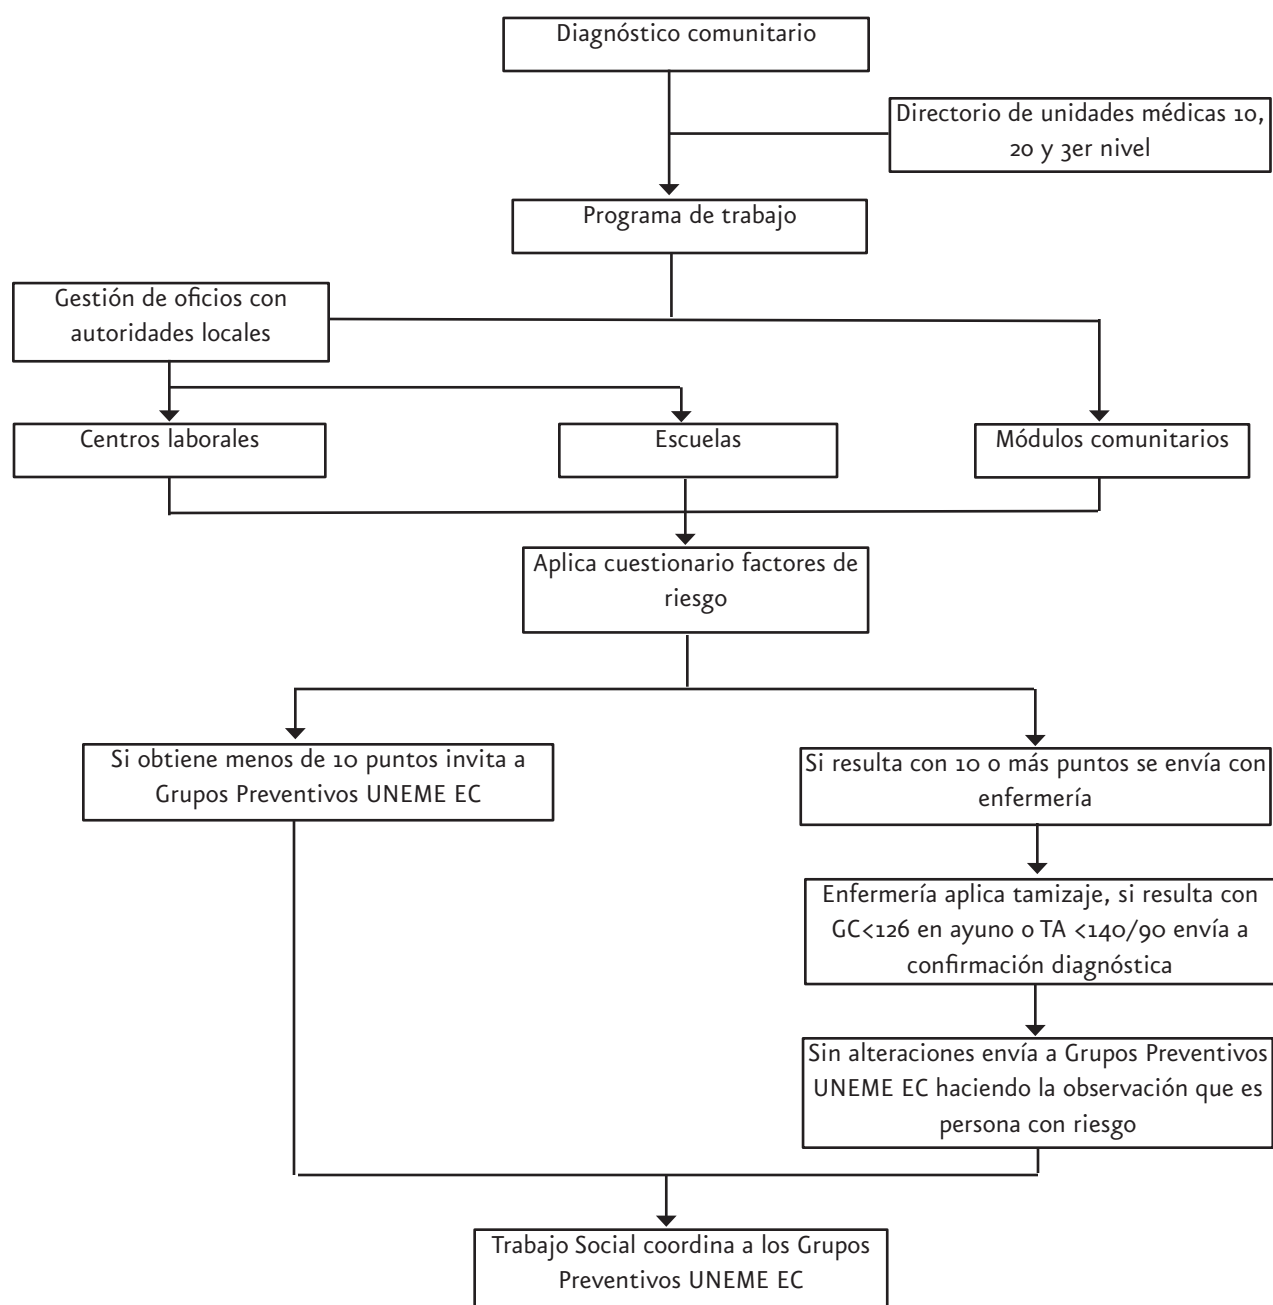 Diagnóstico comunitario
Directorio de unidades médicas 10,
20 y 3er nivel
Programa de trabajo
Gestión de oficios con
autoridades locales
Centros laborales
Escuelas
Módulos comunitarios
Aplica cuestionario factores de
riesgo
Si obtiene menos de 10 puntos invita a
Grupos Preventivos UNEME EC
Si resulta con 10 o más puntos se envía con
enfermería
Enfermería aplica tamizaje, si resulta con
GC<126 en ayuno o TA <140/90 envía a
confirmación diagnóstica
Sin alteraciones envía a Grupos Preventivos
UNEME EC haciendo la observación que es
persona con riesgo
Trabajo Social coordina a los Grupos
Preventivos UNEME EC